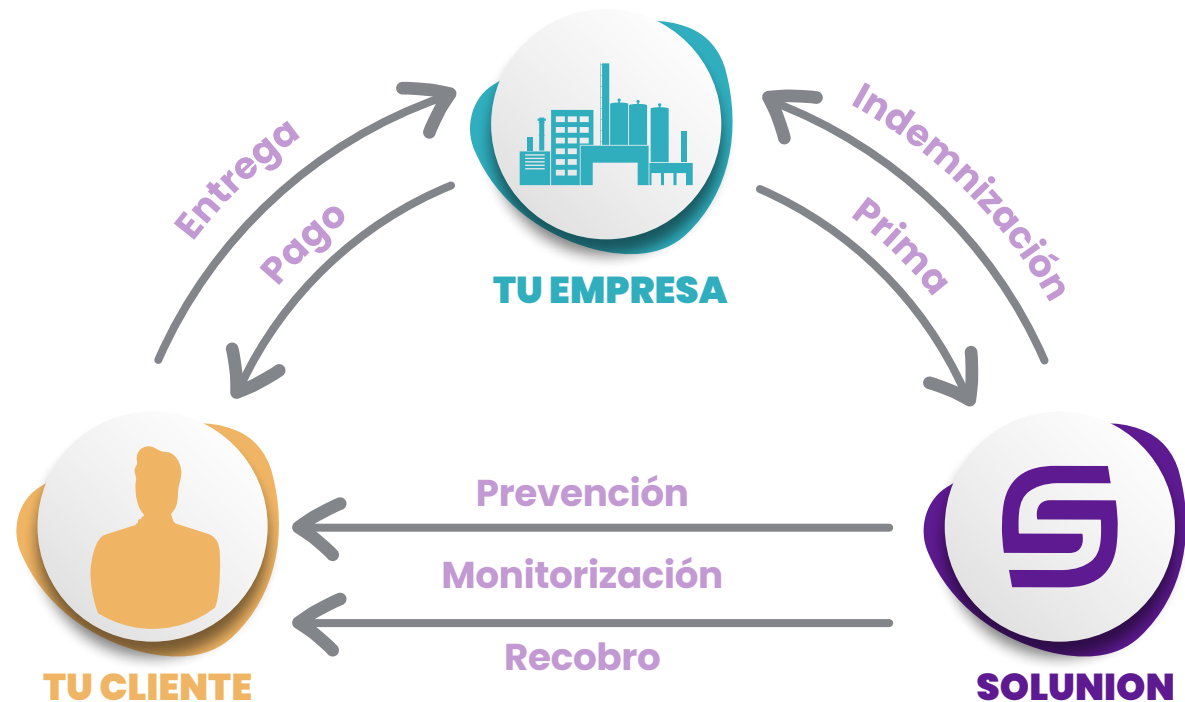 Entrega
Pago
Indemnización
Prima
TU EMPRESA
Prevención
Monitorización
Recobro
TU CLIENTE
SOLUNION